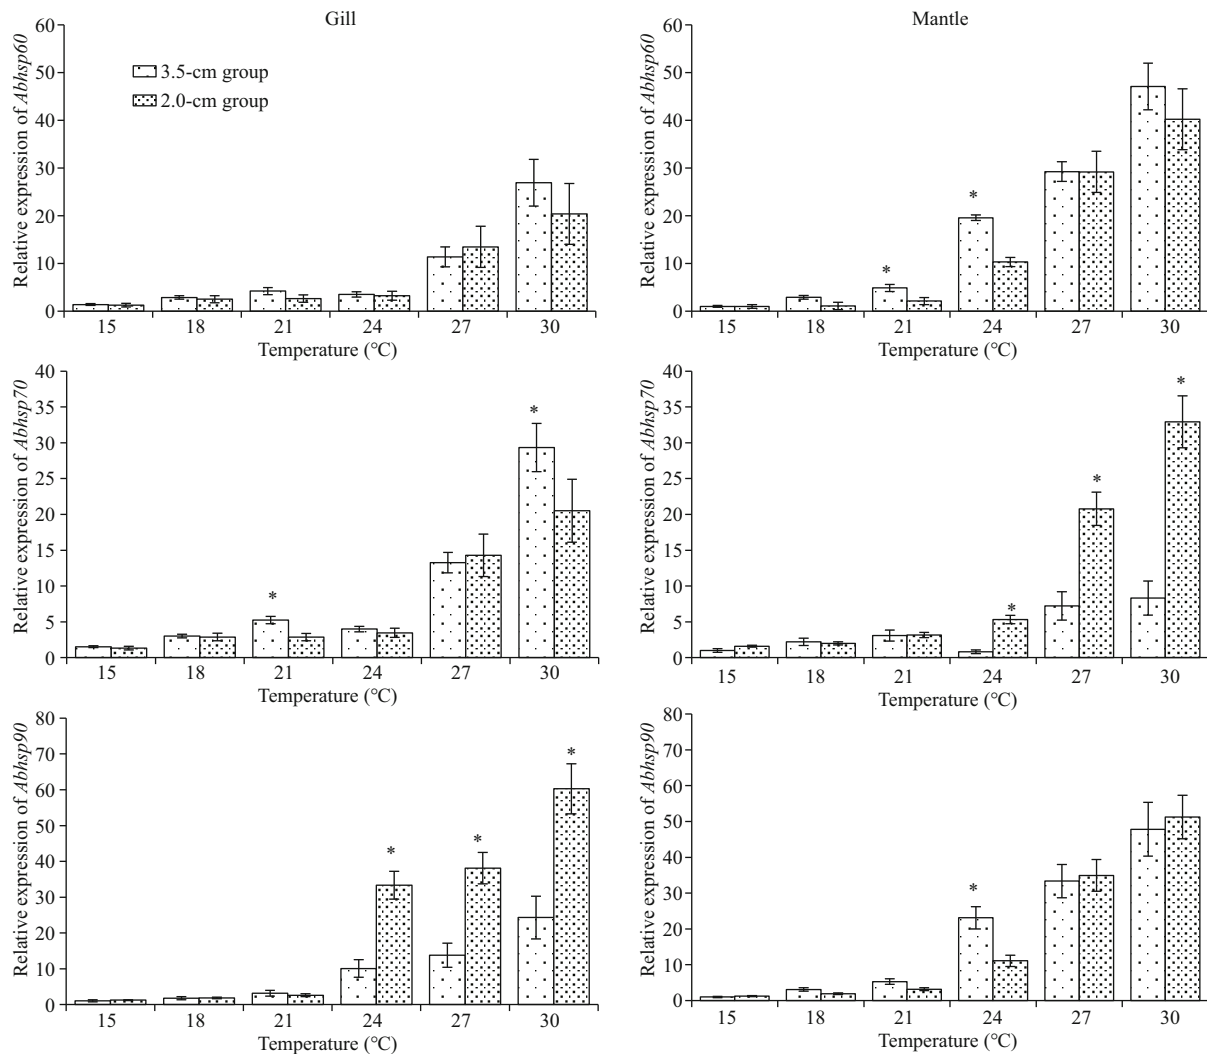 Gill
Relative expression of Abhsp60
60
50
40
30
20
10
0
3.5-cm group
2.0-cm group
15 18 21 24 27 30
Temperature (°C)
Mantle
Relative expression of Abhsp60
60
50
40
30
20
10
0
*
*
15 18 21 24 27 30
Temperature (°C)
Relative expression of Abhsp70
40
35
30
25
20
15
10
5
0
*
*
15 18 21 24 27 30
Temperature (°C)
Relative expression of Abhsp70
40
35
30
25
20
15
10
5
0
*
*
*
15 18 21 24 27 30
Temperature (°C)
Relative expression of Abhsp90
80
70
60
50
40
30
20
10
0
*
*
*
15 18 21 24 27 30
Temperature (°C)
Relative expression of Abhsp90
80
70
60
50
40
30
20
10
0
*
15 18 21 24 27 30
Temperature (°C)